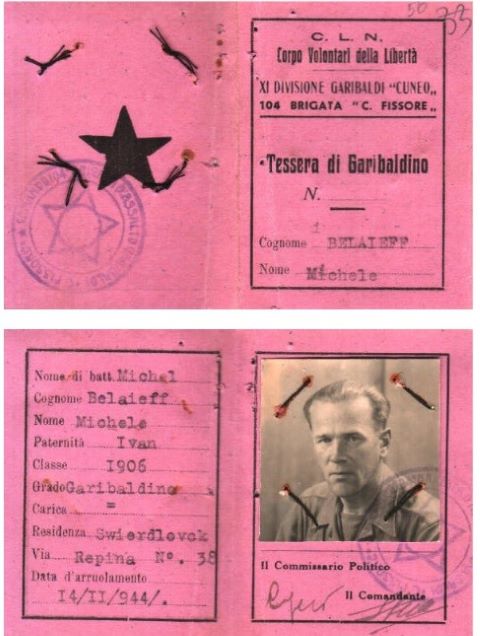 50 33
C. L. N.
Corpo Volontari della Libertà
XI DIVISIONE GARIBALDI "CUNEO"
104 BRIGATA "C. FISSORE"
Tessera di Garibaldino
N.
Cognome BELAIEFF
Nome Michele
Nome di batt. Michel
Cognome Belaieff
Nome Michele
Paternità Ivan
Classe 1906
Grado Garibaldino
Carica =
Residenza Swierdlovck
Via Repina N°. 38
Data d'arruolamento
14/II/944/.
Il Commissario Politico
Il Comandante